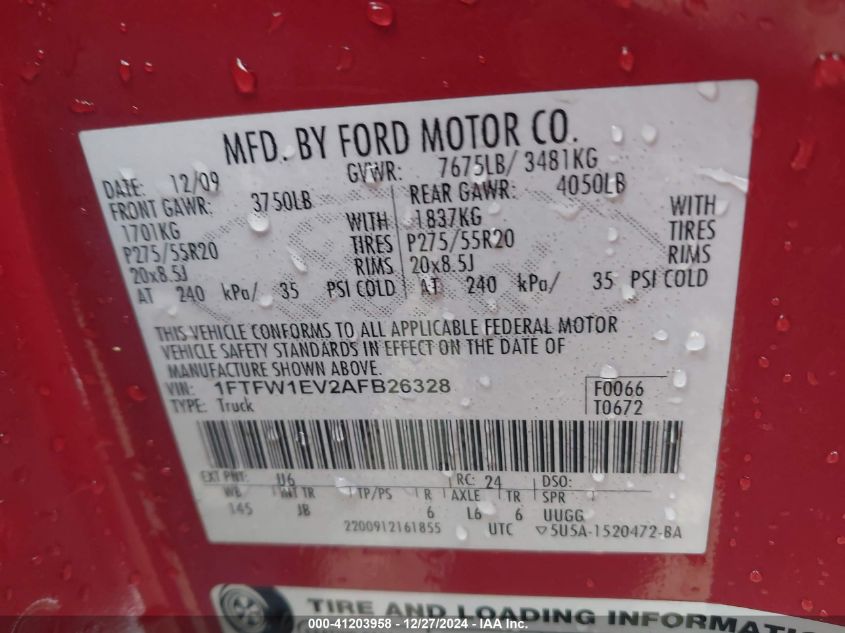 MFD. BY FORD MOTOR CO.
DATE: 12/09 GVWR: 7675LB/ 3481KG
FRONT GAWR: 3750LB REAR GAWR: 4050LB
1701KG WITH 1837KG WITH
P275/55R20 TIRES P275/55R20 TIRES
20x8.5J RIMS 20x8.5J RIMS
AT 240 kPa/ 35 PSI COLD AT 240 kPa/ 35 PSI COLD
THIS VEHICLE CONFORMS TO ALL APPLICABLE FEDERAL MOTOR
VEHICLE SAFETY STANDARDS IN EFFECT ON THE DATE OF
MANUFACTURE SHOWN ABOVE.
VIN: 1FTFW1EV2AFB26328 F0066
TYPE: Truck T0672
EXT PNT: U6 RC: 24 DSO:
WB INT TR TP/PS R AXLE TR SPR
145 JB 6 L6 6 UUGG
2200912161855 UTC ▽5U5A-1520472-BA
TIRE AND LOADING INFORMATI
000-41203958 - 12/27/2024 - IAA Inc.